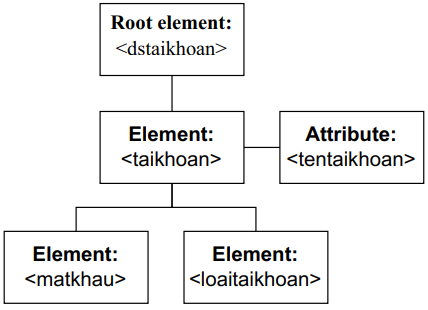 Root element:
<dstaikhoan>
Element:
<taikhoan>
Attribute:
<tentaikhoan>
Element:
<matkhau>
Element:
<loaitaikhoan>